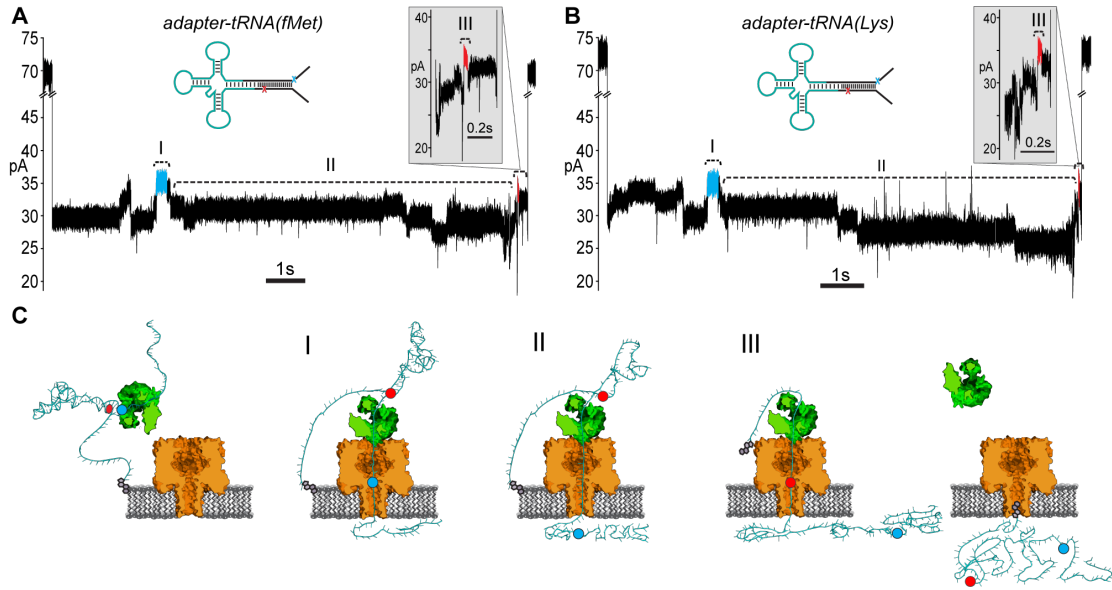 A
adapter-tRNA(fMet)
75
70
45
40
pA
35
30
25
20
I
II
1s
III
40
pA
30
20
0.2s
B
adapter-tRNA(Lys)
75
70
45
40
pA
35
30
25
20
I
II
1s
III
40
pA
30
20
0.2s
C
I
II
III